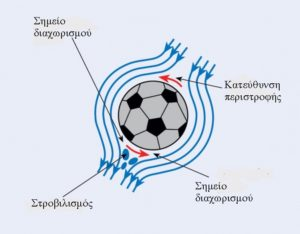 Σημείο
διαχωρισμού
Κατεύθυνση
περιστροφής
Στροβιλισμός
Σημείο
διαχωρισμού